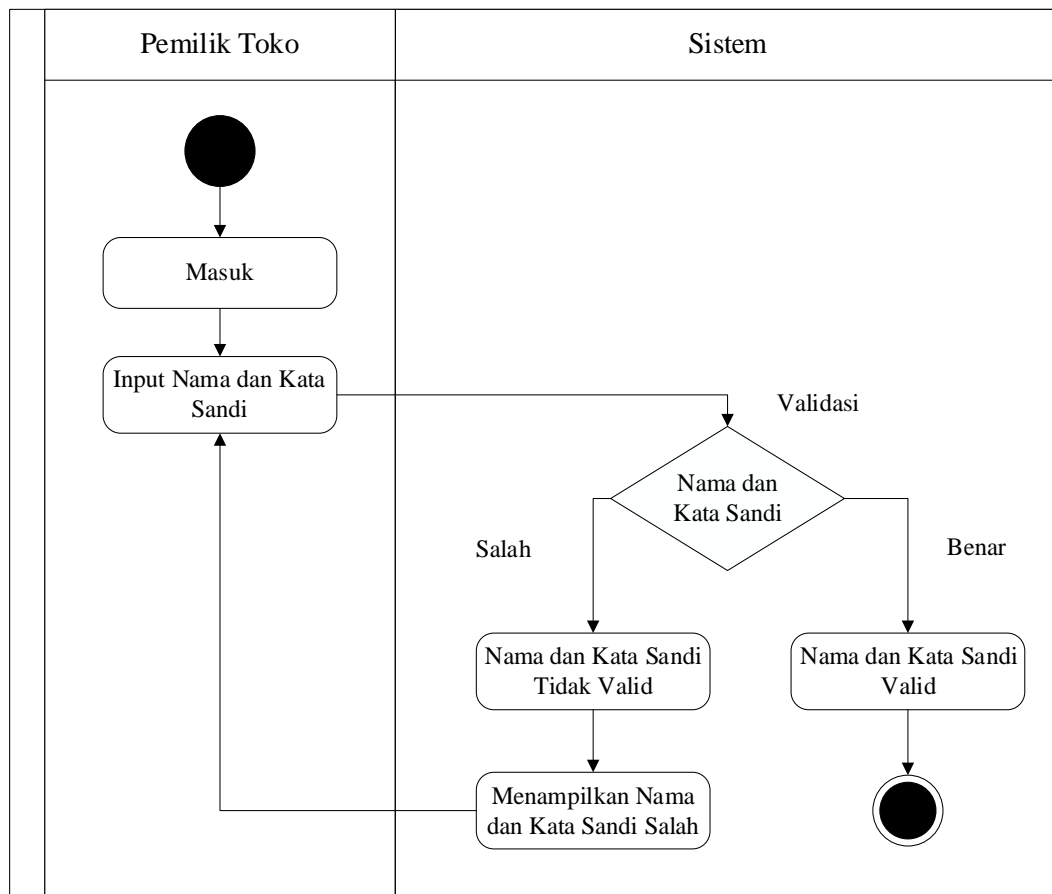 Pemilik Toko
Sistem
Masuk
Input Nama dan Kata
Sandi
Validasi
Nama dan
Kata Sandi
Salah
Benar
Nama dan Kata Sandi
Tidak Valid
Nama dan Kata Sandi
Valid
Menampilkan Nama
dan Kata Sandi Salah